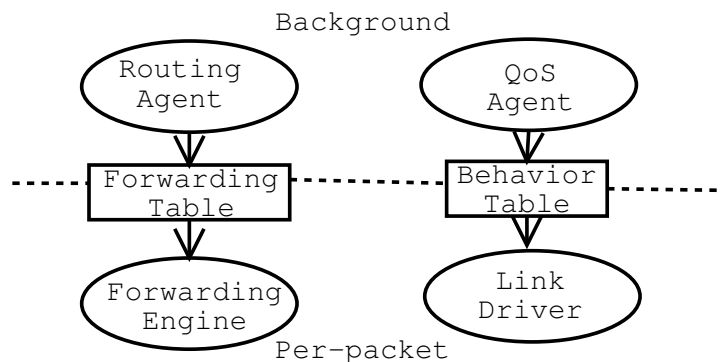 Background
Routing
Agent
QoS
Agent
Forwarding
Table
Behavior
Table
Forwarding
Engine
Link
Driver
Per-packet